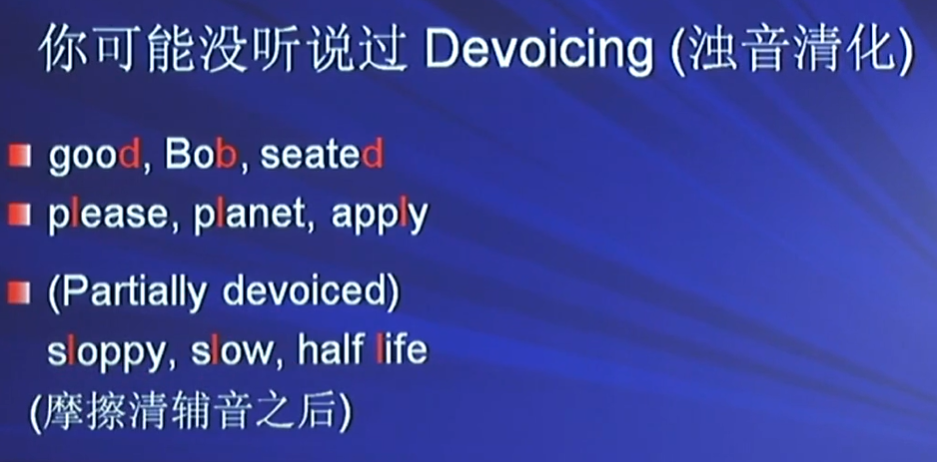 你可能没听说过 Devoicing (浊音清化)
good, Bob, seated
please, planet, apply
(Partially devoiced)
sloppy, slow, half life
(摩擦清辅音之后)